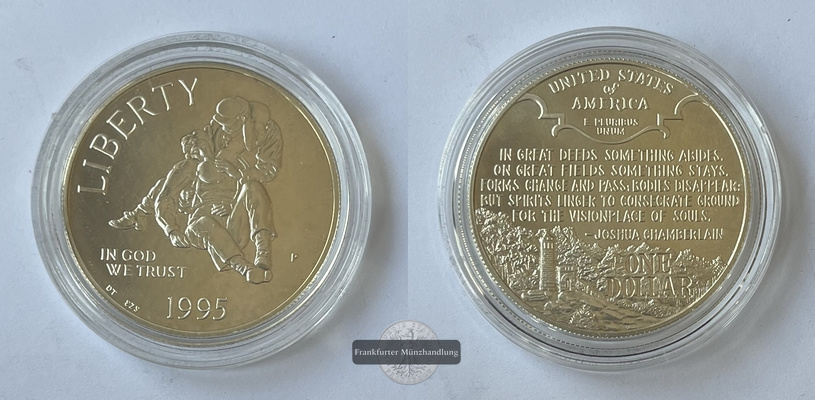 LIBERTY
IN GOD
WE TRUST
P
DT EZS
1995
UNITED STATES
of
AMERICA
E PLURIBUS
UNUM
IN GREAT DEEDS SOMETHING ABIDES.
ON GREAT FIELDS SOMETHING STAYS.
FORMS CHANGE AND PASS; BODIES DISAPPEAR;
BUT SPIRITS LINGER TO CONSECRATE GROUND
FOR THE VISIONPLACE OF SOULS.
-JOSHUA CHAMBERLAIN
ONE
DOLLAR
Frankfurter Münzhandlung